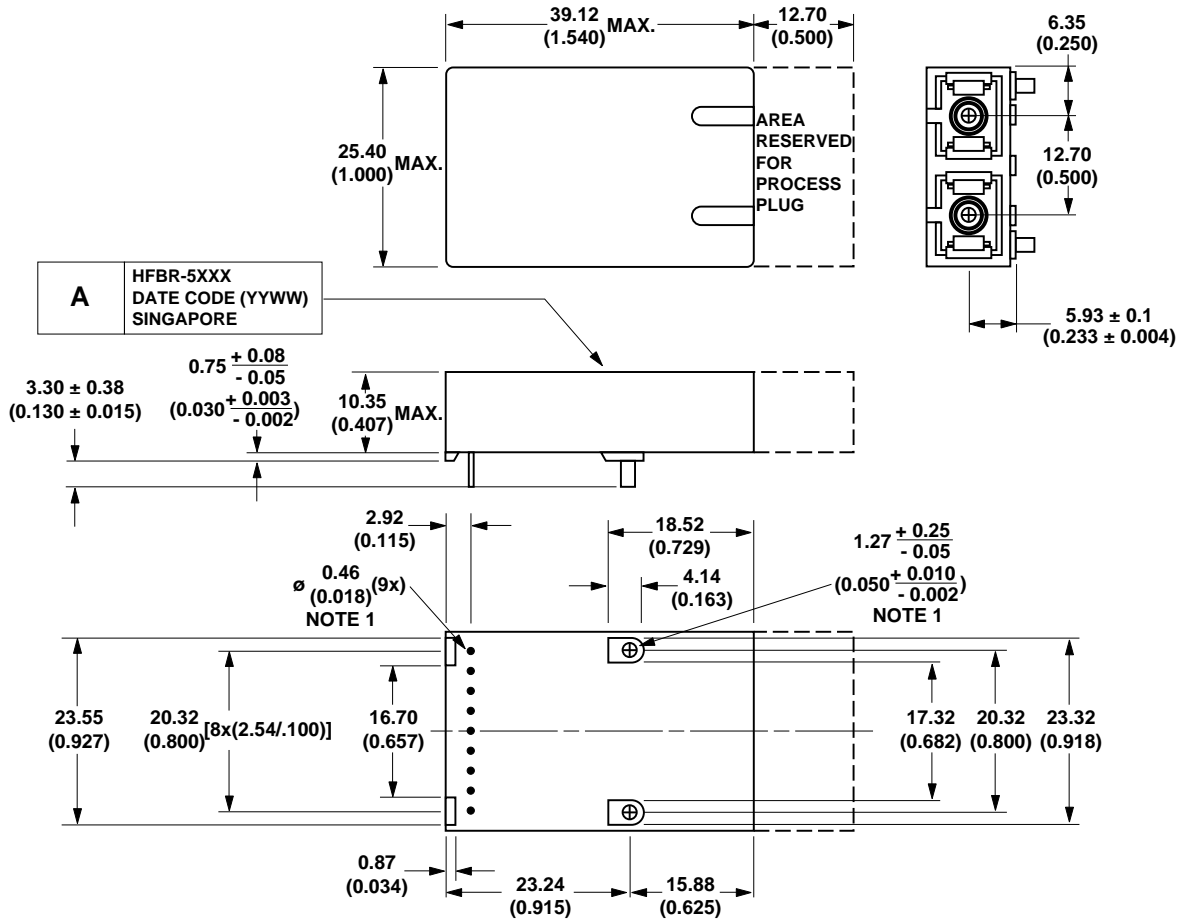 39.12
(1.540)
MAX.
12.70
(0.500)
6.35
(0.250)
25.40
(1.000)
MAX.
AREA
RESERVED
FOR
PROCESS
PLUG
12.70
(0.500)
A
HFBR-5XXX
DATE CODE (YYWW)
SINGAPORE
5.93 ± 0.1
(0.233 ± 0.004)
3.30 ± 0.38
(0.130 ± 0.015)
0.75 + 0.08
- 0.05
(0.030 + 0.003
- 0.002)
10.35
(0.407)
MAX.
2.92
(0.115)
18.52
(0.729)
1.27 + 0.25
- 0.05
(0.050 + 0.010
- 0.002)
NOTE 1
ø 0.46
(0.018) (9x)
NOTE 1
4.14
(0.163)
23.55
(0.927)
20.32
(0.800)
[8x(2.54/.100)]
16.70
(0.657)
17.32
(0.682)
20.32
(0.800)
23.32
(0.918)
0.87
(0.034)
23.24
(0.915)
15.88
(0.625)